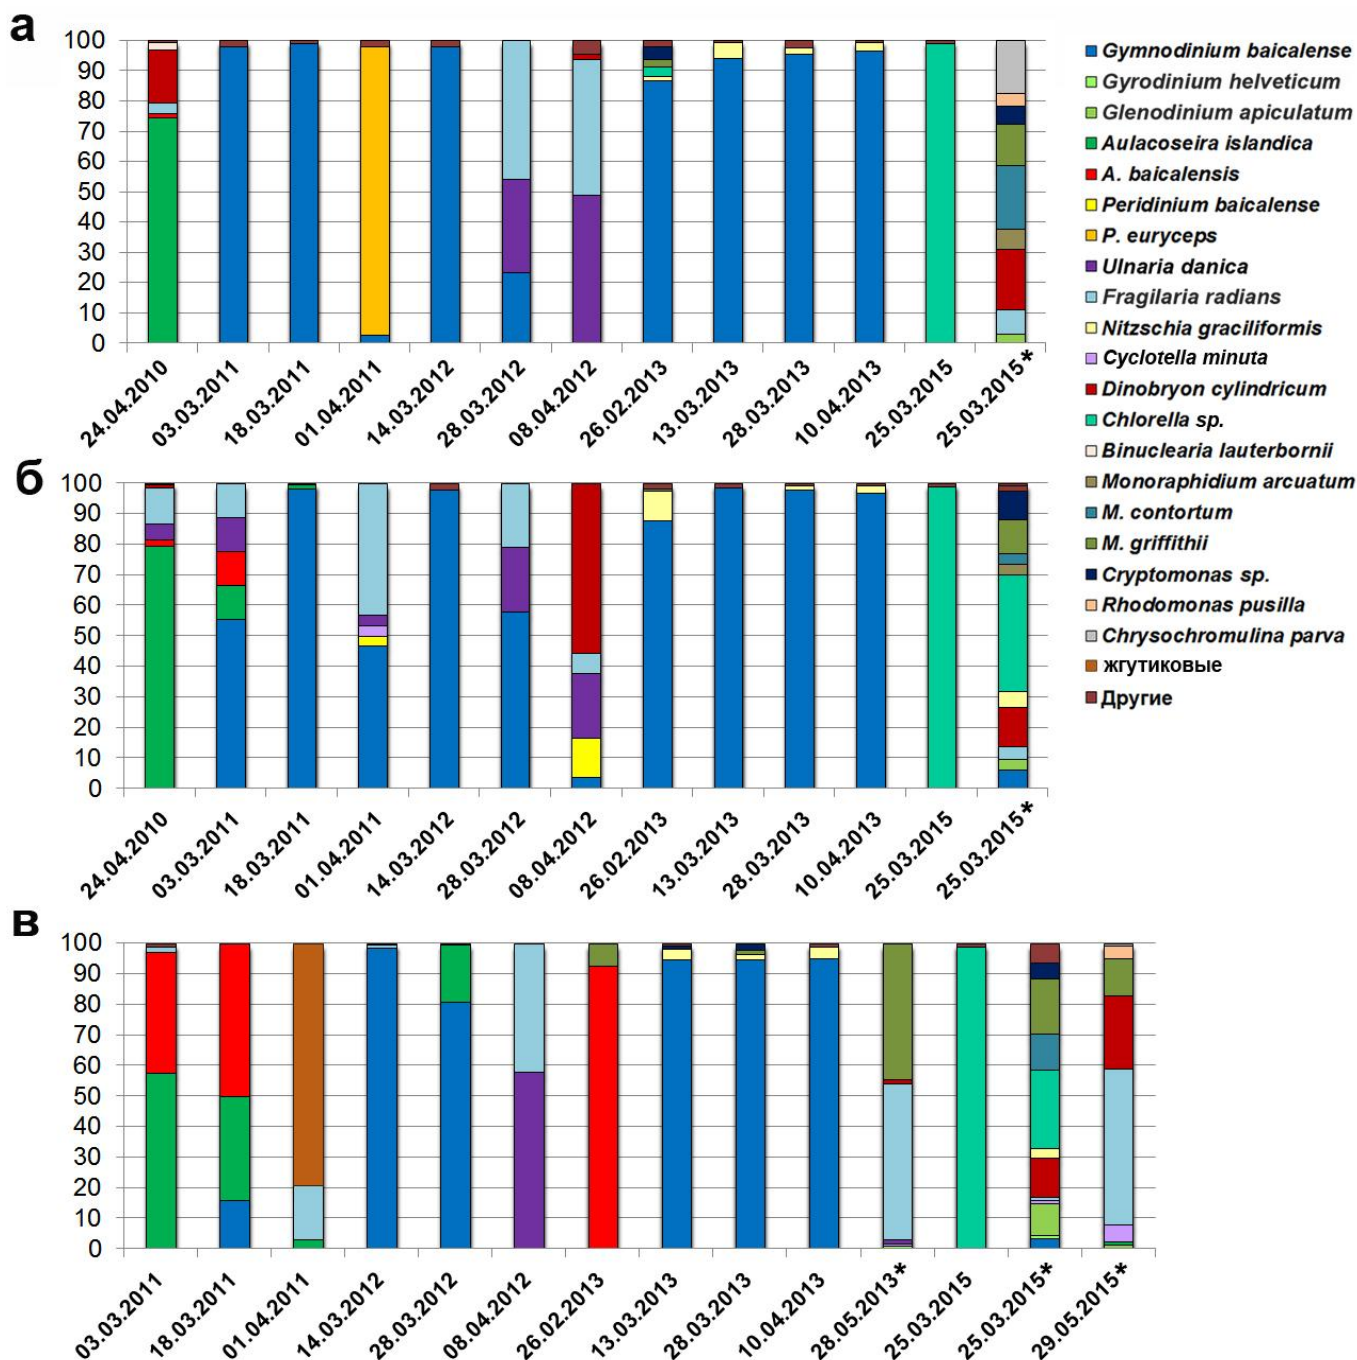 а
100
90
80
70
60
50
40
30
20
10
0
24.04.2010
03.03.2011
18.03.2011
01.04.2011
14.03.2012
28.03.2012
08.04.2012
26.02.2013
13.03.2013
28.03.2013
10.04.2013
25.03.2015
25.03.2015*
Gymnodinium baicalense
Gyrodinium helveticum
Glenodinium apiculatum
Aulacoseira islandica
A. baicalensis
Peridinium baicalense
P. euryceps
Ulnaria danica
Fragilaria radians
Nitzschia graciliformis
Cyclotella minuta
Dinobryon cylindricum
Chlorella sp.
Binuclearia lauterbornii
Monoraphidium arcuatum
M. contortum
M. griffithii
Cryptomonas sp.
Rhodomonas pusilla
Chrysochromulina parva
жгутиковые
Другие
б
100
90
80
70
60
50
40
30
20
10
0
24.04.2010
03.03.2011
18.03.2011
01.04.2011
14.03.2012
28.03.2012
08.04.2012
26.02.2013
13.03.2013
28.03.2013
10.04.2013
25.03.2015
25.03.2015*
в
100
90
80
70
60
50
40
30
20
10
0
03.03.2011
18.03.2011
01.04.2011
14.03.2012
28.03.2012
08.04.2012
26.02.2013
13.03.2013
28.03.2013
10.04.2013
28.05.2013*
25.03.2015
25.03.2015*
29.05.2015*